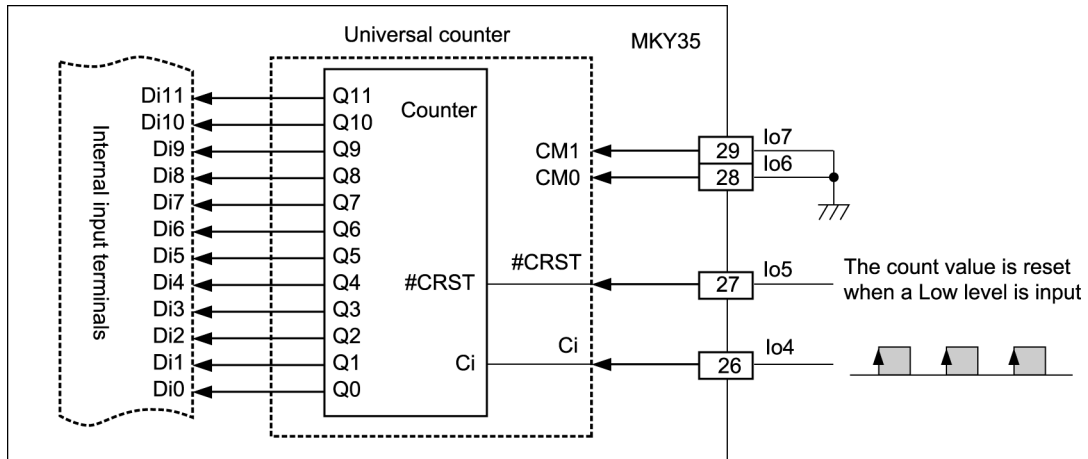 Universal counter
MKY35
Internal input terminals
Di11
Di10
Di9
Di8
Di7
Di6
Di5
Di4
Di3
Di2
Di1
Di0
Q11
Q10
Q9
Q8
Q7
Q6
Q5
Q4
Q3
Q2
Q1
Q0
Counter
#CRST
Ci
CM1
CM0
#CRST
Ci
29
28
27
26
Io7
Io6
Io5
Io4
The count value is reset
when a Low level is input